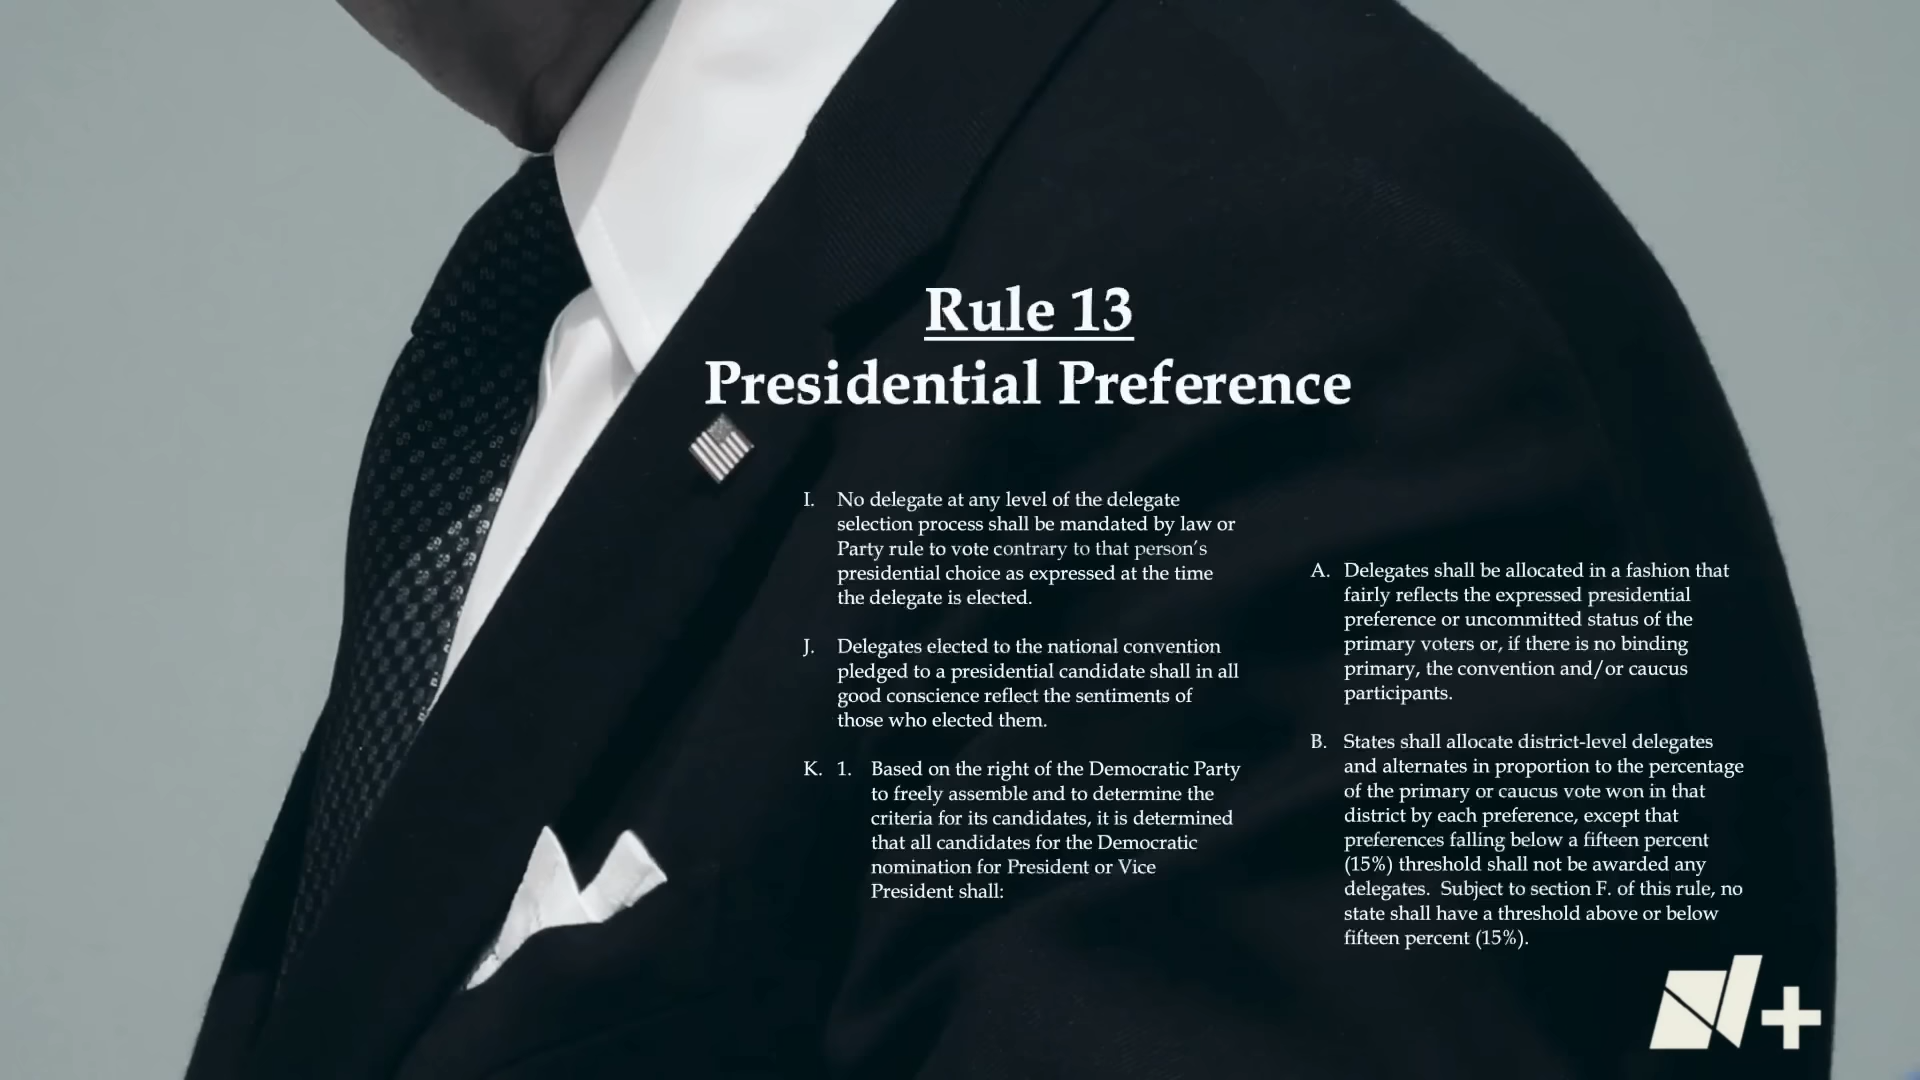 Rule 13
Presidential Preference
I. No delegate at any level of the delegate
selection process shall be mandated by law or
Party rule to vote contrary to that person's
presidential choice as expressed at the time
the delegate is elected.
J. Delegates elected to the national convention
pledged to a presidential candidate shall in all
good conscience reflect the sentiments of
those who elected them.
K. 1. Based on the right of the Democratic Party
to freely assemble and to determine the
criteria for its candidates, it is determined
that all candidates for the Democratic
nomination for President or Vice
President shall:
A. Delegates shall be allocated in a fashion that
fairly reflects the expressed presidential
preference or uncommitted status of the
primary voters or, if there is no binding
primary, the convention and/or caucus
participants.
B. States shall allocate district-level delegates
and alternates in proportion to the percentage
of the primary or caucus vote won in that
district by each preference, except that
preferences falling below a fifteen percent
(15%) threshold shall not be awarded any
delegates. Subject to section F. of this rule, no
state shall have a threshold above or below
fifteen percent (15%).
N+